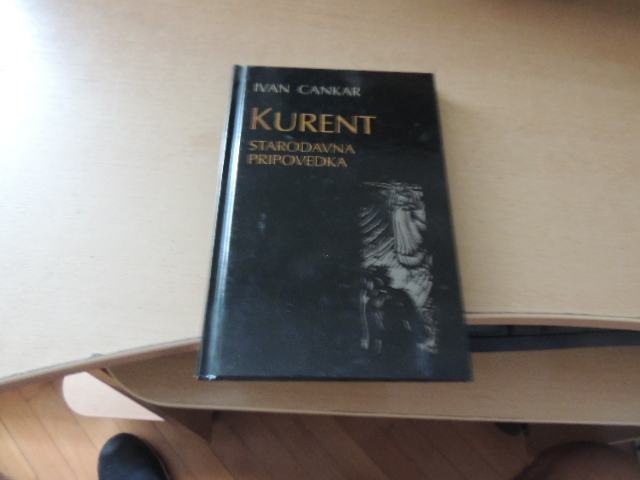 IVAN CANKAR
KURENT
STARODAVNA
PRIPOVEDKA